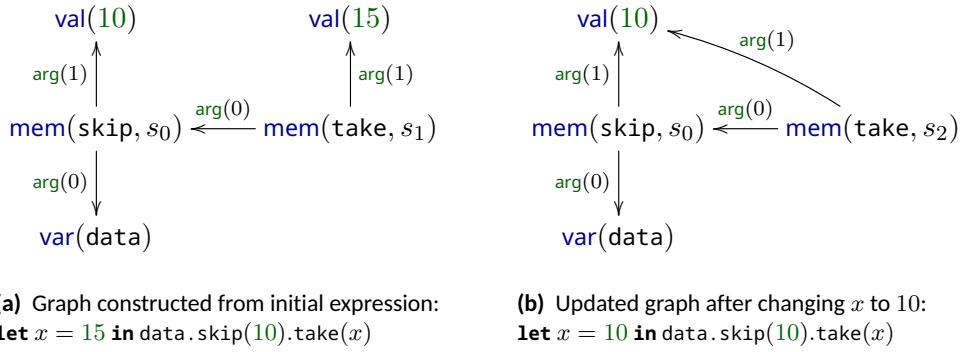 val(10) val(15) val(10)
arg(1)
arg(1) arg(1) arg(1)
arg(0) arg(0)
mem(skip, s₀) mem(take, s₁) mem(skip, s₀) mem(take, s₂)
arg(0) arg(0)
var(data) var(data)
(a) Graph constructed from initial expression:
let x = 15 in data.skip(10).take(x)
(b) Updated graph after changing x to 10:
let x = 10 in data.skip(10).take(x)